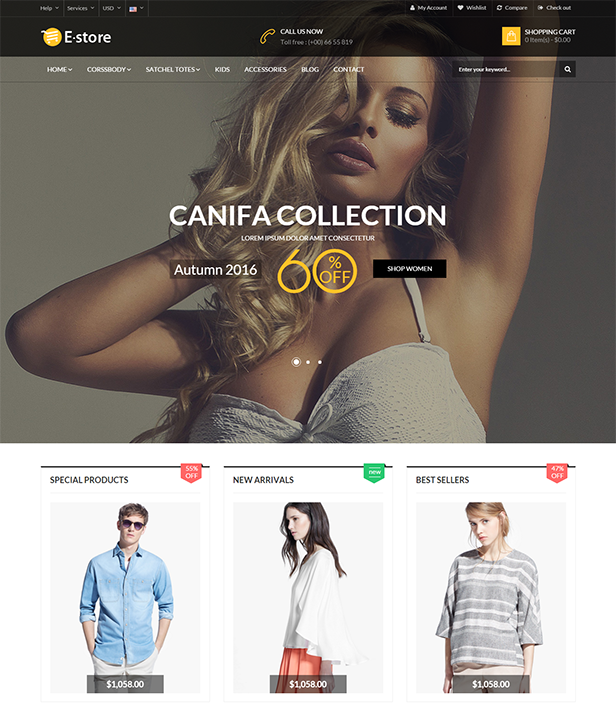 Help Services USD My Account Wishlist Compare Check out
E-store
CALL US NOW
Toll free : (+00) 66 55 819
SHOPPING CART
0 Item(s) - $0.00
HOME CORSSBODY SATCHEL TOTES KIDS ACCESSORIES BLOG CONTACT Enter your keyword...
CANIFA COLLECTION
LOREM IPSUM DOLOR AMET CONSECTETUR
Autumn 2016 60% OFF SHOP WOMEN
SPECIAL PRODUCTS
55%
OFF
NEW ARRIVALS
new
BEST SELLERS
47%
OFF
$1,058.00
$1,058.00
$1,058.00